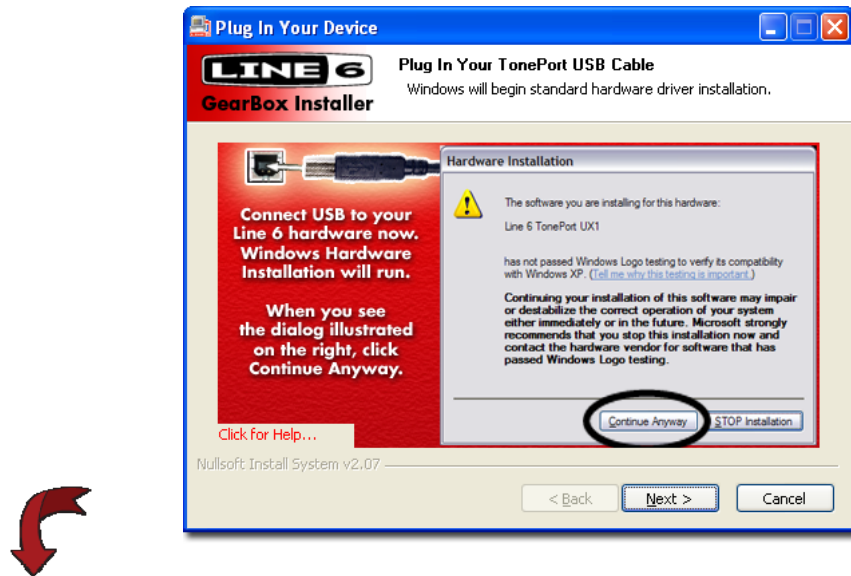 Plug In Your Device
LINE 6
GearBox Installer
Plug In Your TonePort USB Cable
Windows will begin standard hardware driver installation.
Connect USB to your
Line 6 hardware now.
Windows Hardware
Installation will run.
When you see
the dialog illustrated
on the right, click
Continue Anyway.
Click for Help...
Hardware Installation
The software you are installing for this hardware:
Line 6 TonePort UX1
has not passed Windows Logo testing to verify its compatibility
with Windows XP. (Tell me why this testing is important.)
Continuing your installation of this software may impair
or destabilize the correct operation of your system
either immediately or in the future. Microsoft strongly
recommends that you stop this installation now and
contact the hardware vendor for software that has
passed Windows Logo testing.
Continue Anyway
STOP Installation
Nullsoft Install System v2.07
< Back
Next >
Cancel